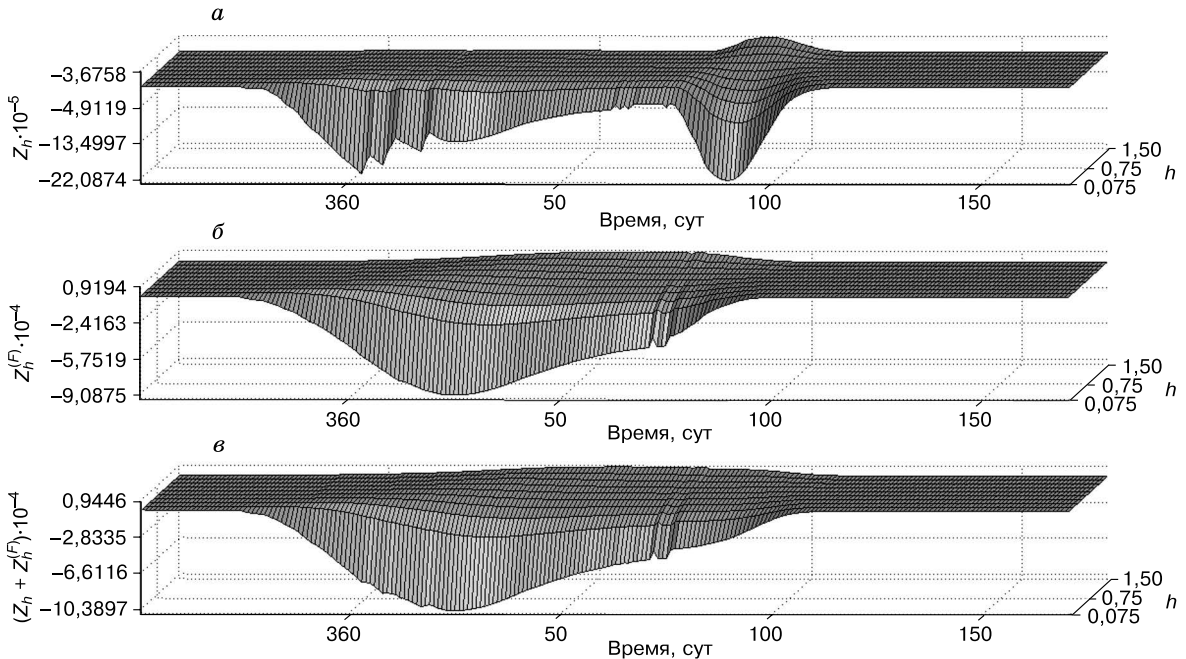 а
−3,6758
−4,9119
−13,4997
−22,0874
Z_h·10⁻⁵
360
50
100
150
Время, сут
1,50
0,75
0,075
h
б
0,9194
−2,4163
−5,7519
−9,0875
Z_h^(F)·10⁻⁴
360
50
100
150
Время, сут
1,50
0,75
0,075
h
в
0,9446
−2,8335
−6,6116
−10,3897
(Z_h + Z_h^(F))·10⁻⁴
360
50
100
150
Время, сут
1,50
0,75
0,075
h